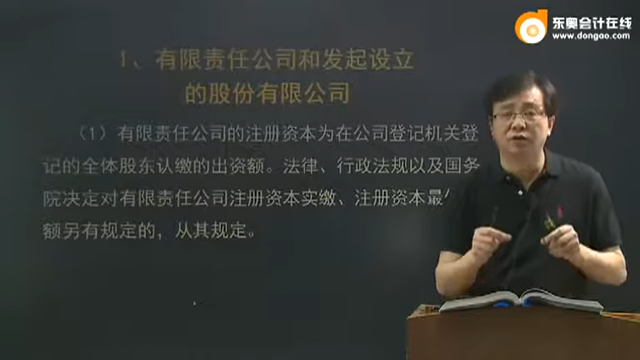 东奥会计在线
www.dongao.com
1、有限责任公司和发起设立
的股份有限公司
（1）有限责任公司的注册资本为在公司登记机关登
记的全体股东认缴的出资额。法律、行政法规以及国务
院决定对有限责任公司注册资本实缴、注册资本最
额另有规定的，从其规定。